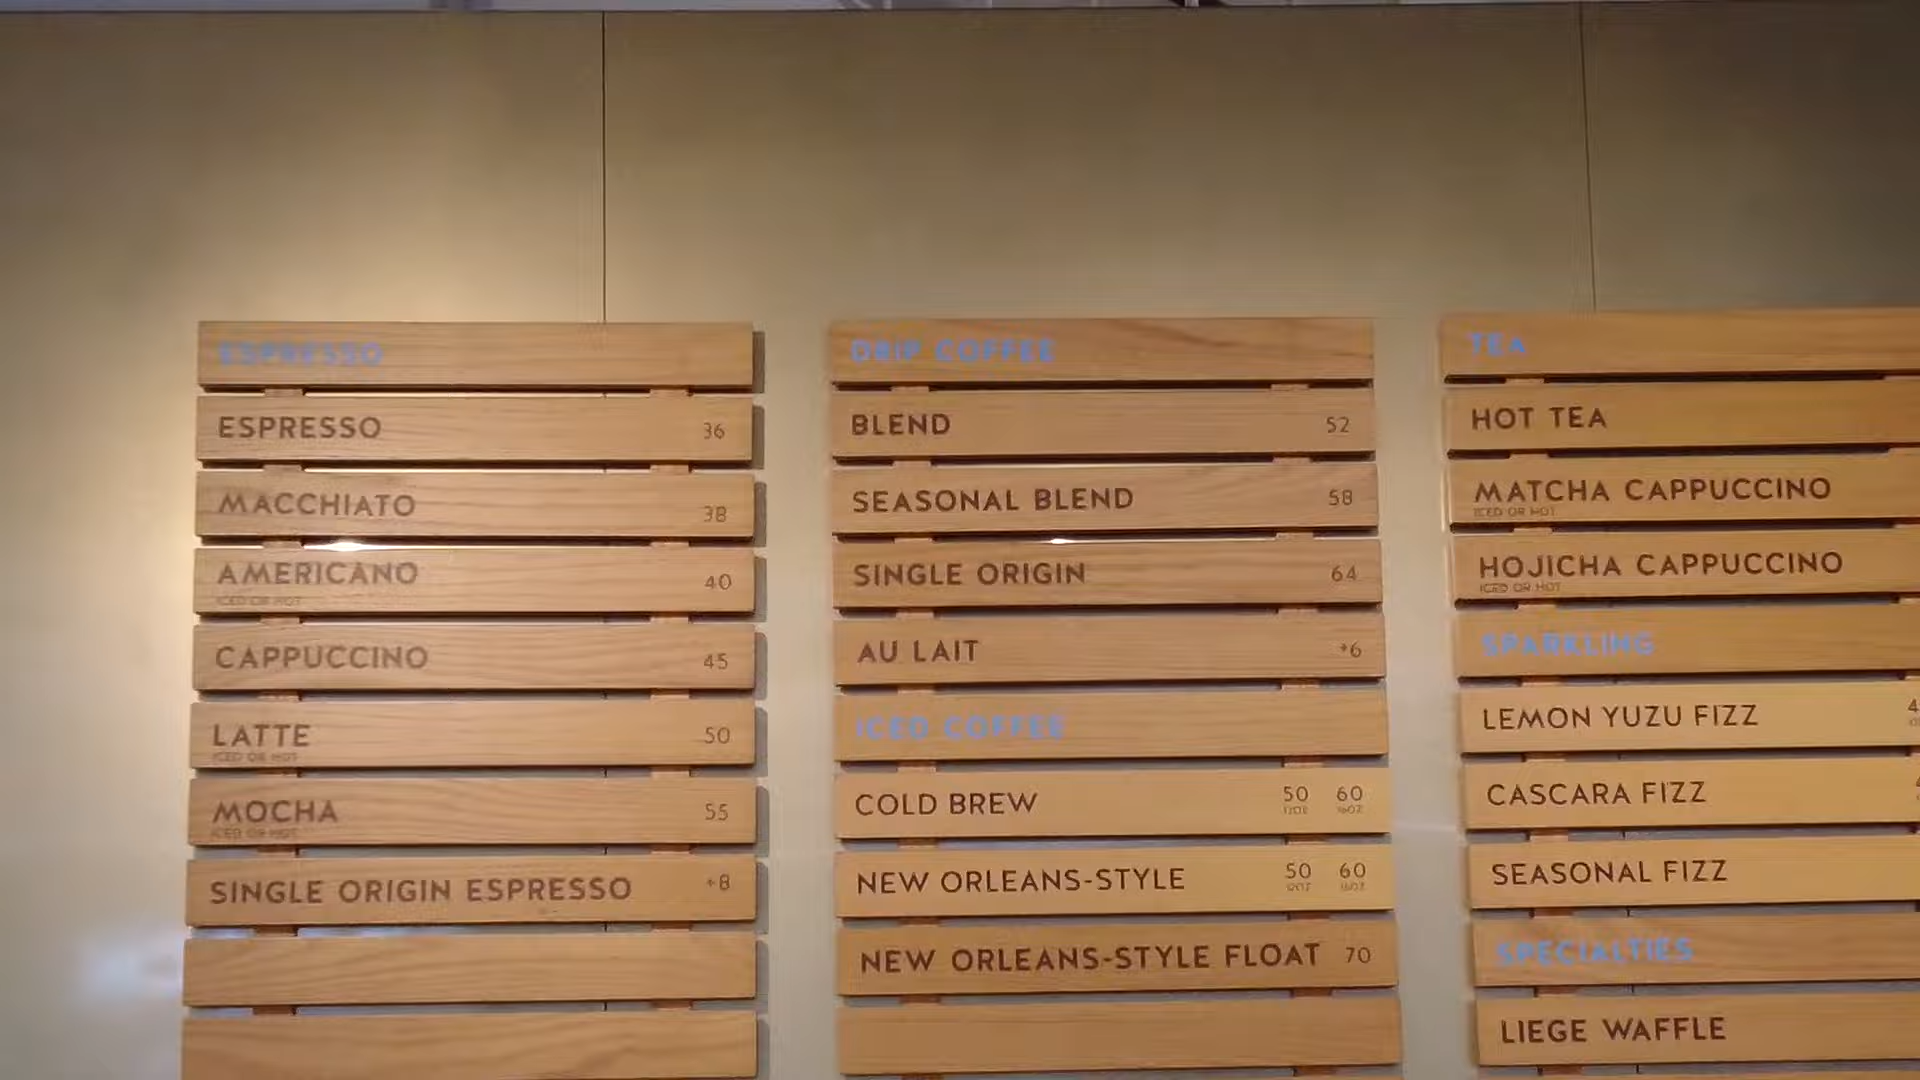 ESPRESSO
ESPRESSO 36
MACCHIATO 38
AMERICANO 40
ICED OR HOT
CAPPUCCINO 45
LATTE 50
ICED OR HOT
MOCHA 55
ICED OR HOT
SINGLE ORIGIN ESPRESSO +8
DRIP COFFEE
BLEND 52
SEASONAL BLEND 58
SINGLE ORIGIN 64
AU LAIT +6
ICED COFFEE
COLD BREW 50 60
12OZ 16OZ
NEW ORLEANS-STYLE 50 60
12OZ 16OZ
NEW ORLEANS-STYLE FLOAT 70
TEA
HOT TEA
MATCHA CAPPUCCINO
ICED OR HOT
HOJICHA CAPPUCCINO
ICED OR HOT
SPARKLING
LEMON YUZU FIZZ
CASCARA FIZZ
SEASONAL FIZZ
SPECIALTIES
LIEGE WAFFLE